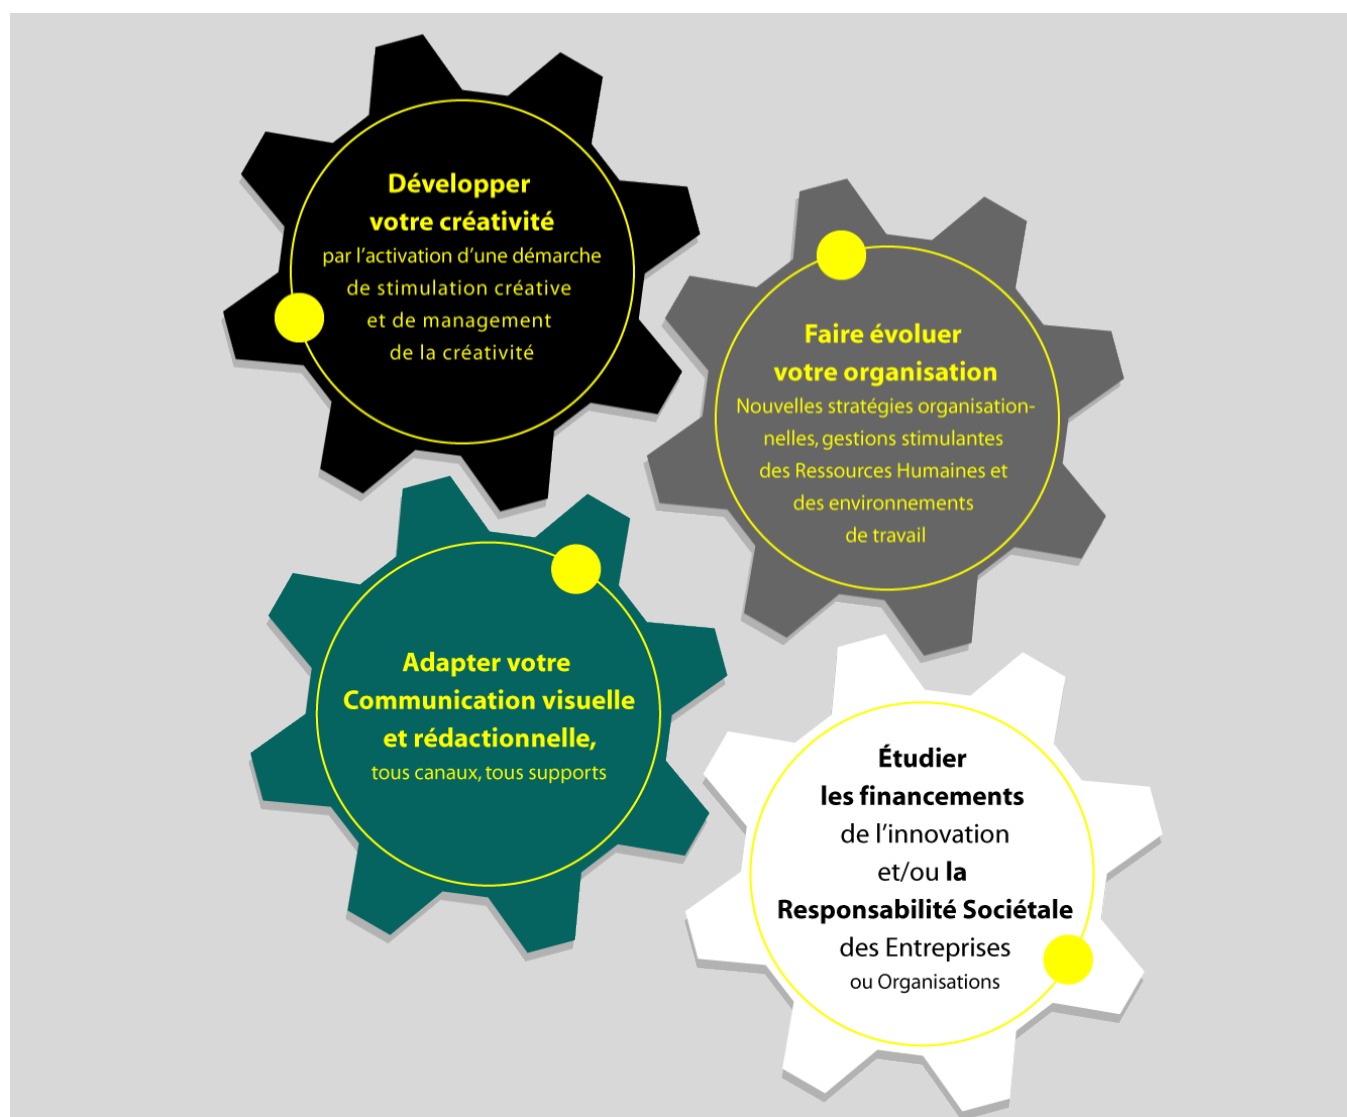 Développer
votre créativité
par l’activation d’une démarche
de stimulation créative
et de management
de la créativité
Faire évoluer
votre organisation
Nouvelles stratégies organisation-
nelles, gestions stimulantes
des Ressources Humaines et
des environnements
de travail
Adapter votre
Communication visuelle
et rédactionnelle,
tous canaux, tous supports
Étudier
les financements
de l’innovation
et/ou la
Responsabilité Sociétale
des Entreprises
ou Organisations